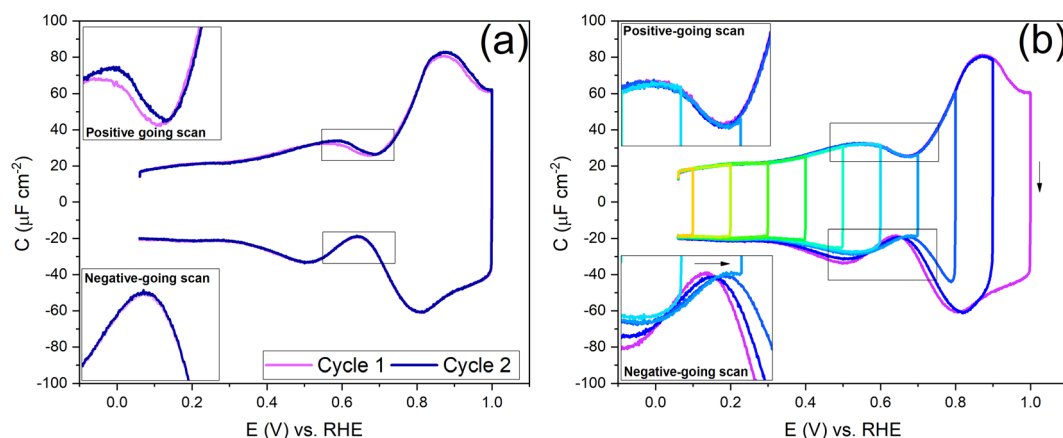 (a)
Positive going scan
Negative-going scan
Cycle 1
Cycle 2
C (μF cm-2)
100
80
60
40
20
0
-20
-40
-60
-80
-100
0.0 0.2 0.4 0.6 0.8 1.0
E (V) vs. RHE
(b)
Positive-going scan
Negative-going scan
C (μF cm-2)
100
80
60
40
20
0
-20
-40
-60
-80
-100
0.0 0.2 0.4 0.6 0.8 1.0
E (V) vs. RHE